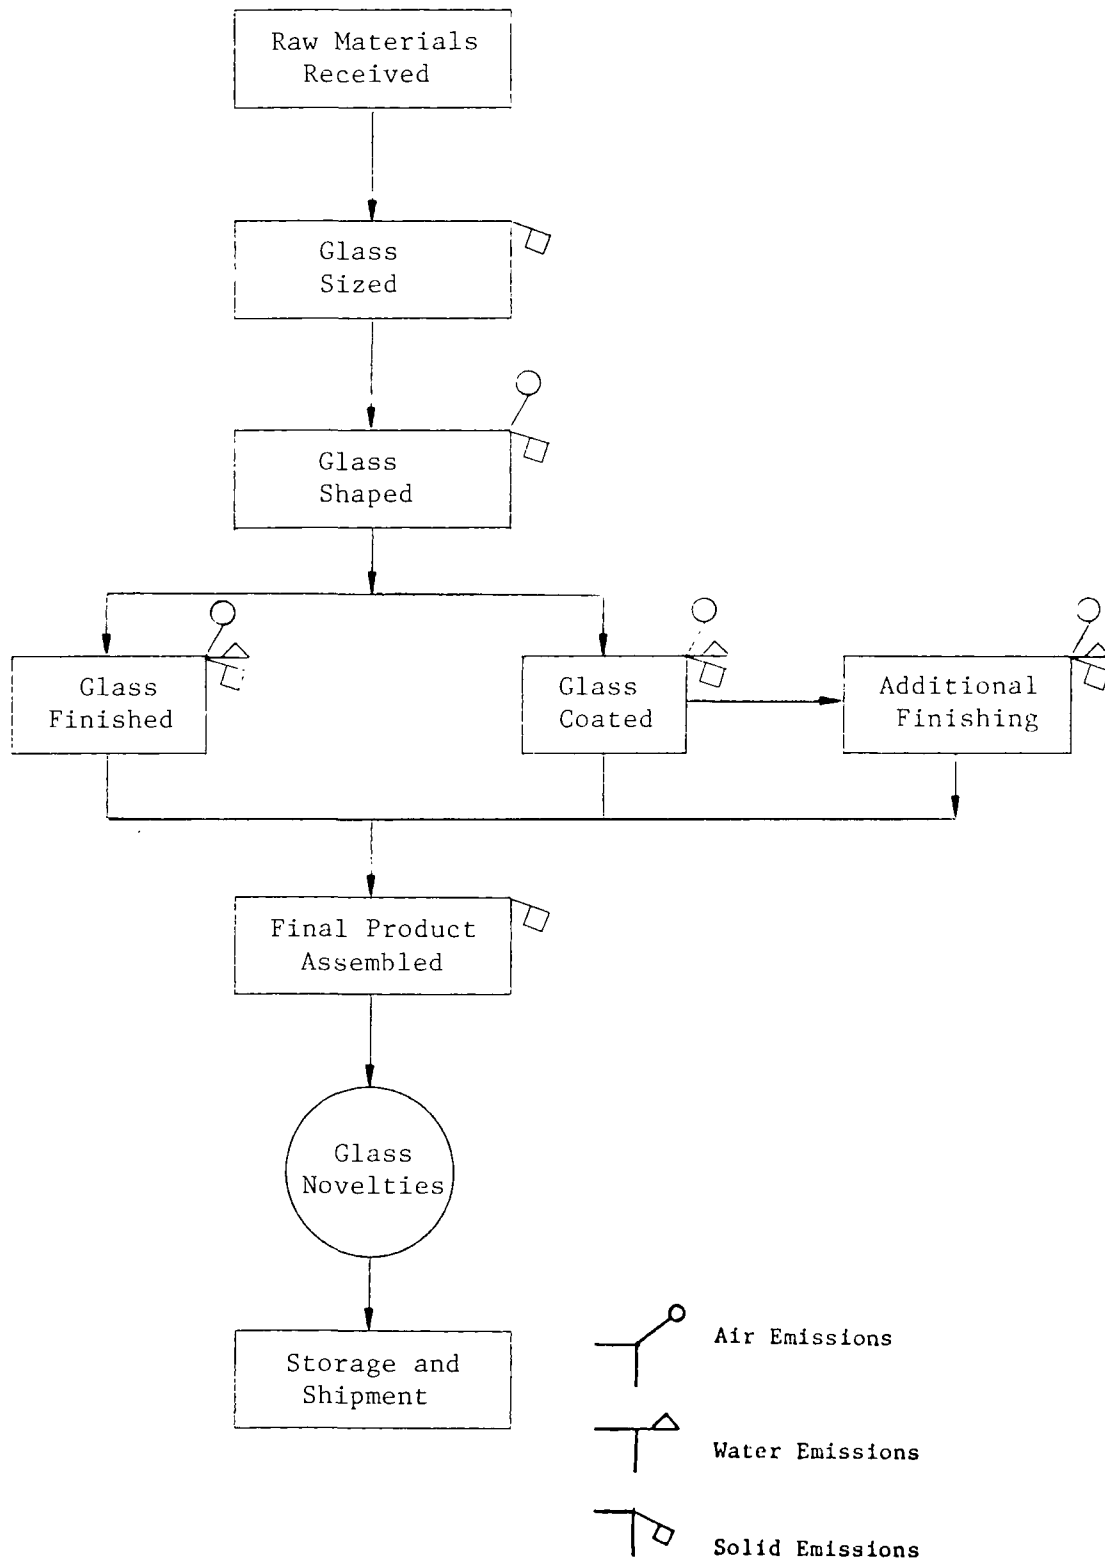 Raw Materials
Received
Glass
Sized
Glass
Shaped
Glass
Finished
Glass
Coated
Additional
Finishing
Final Product
Assembled
Glass
Novelties
Storage and
Shipment
Air Emissions
Water Emissions
Solid Emissions